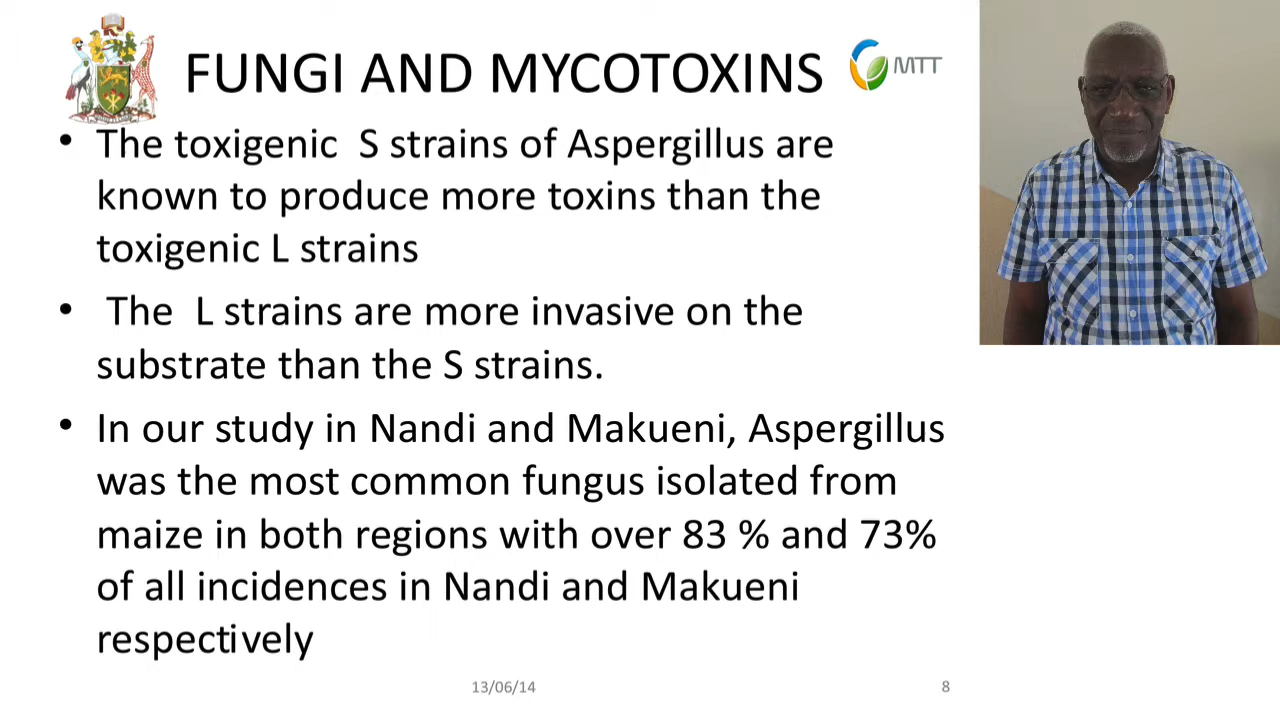 FUNGI AND MYCOTOXINS
MTT
• The toxigenic  S strains of Aspergillus are
known to produce more toxins than the
toxigenic L strains
•  The  L strains are more invasive on the
substrate than the S strains.
• In our study in Nandi and Makueni, Aspergillus
was the most common fungus isolated from
maize in both regions with over 83 % and 73%
of all incidences in Nandi and Makueni
respectively
13/06/14
8